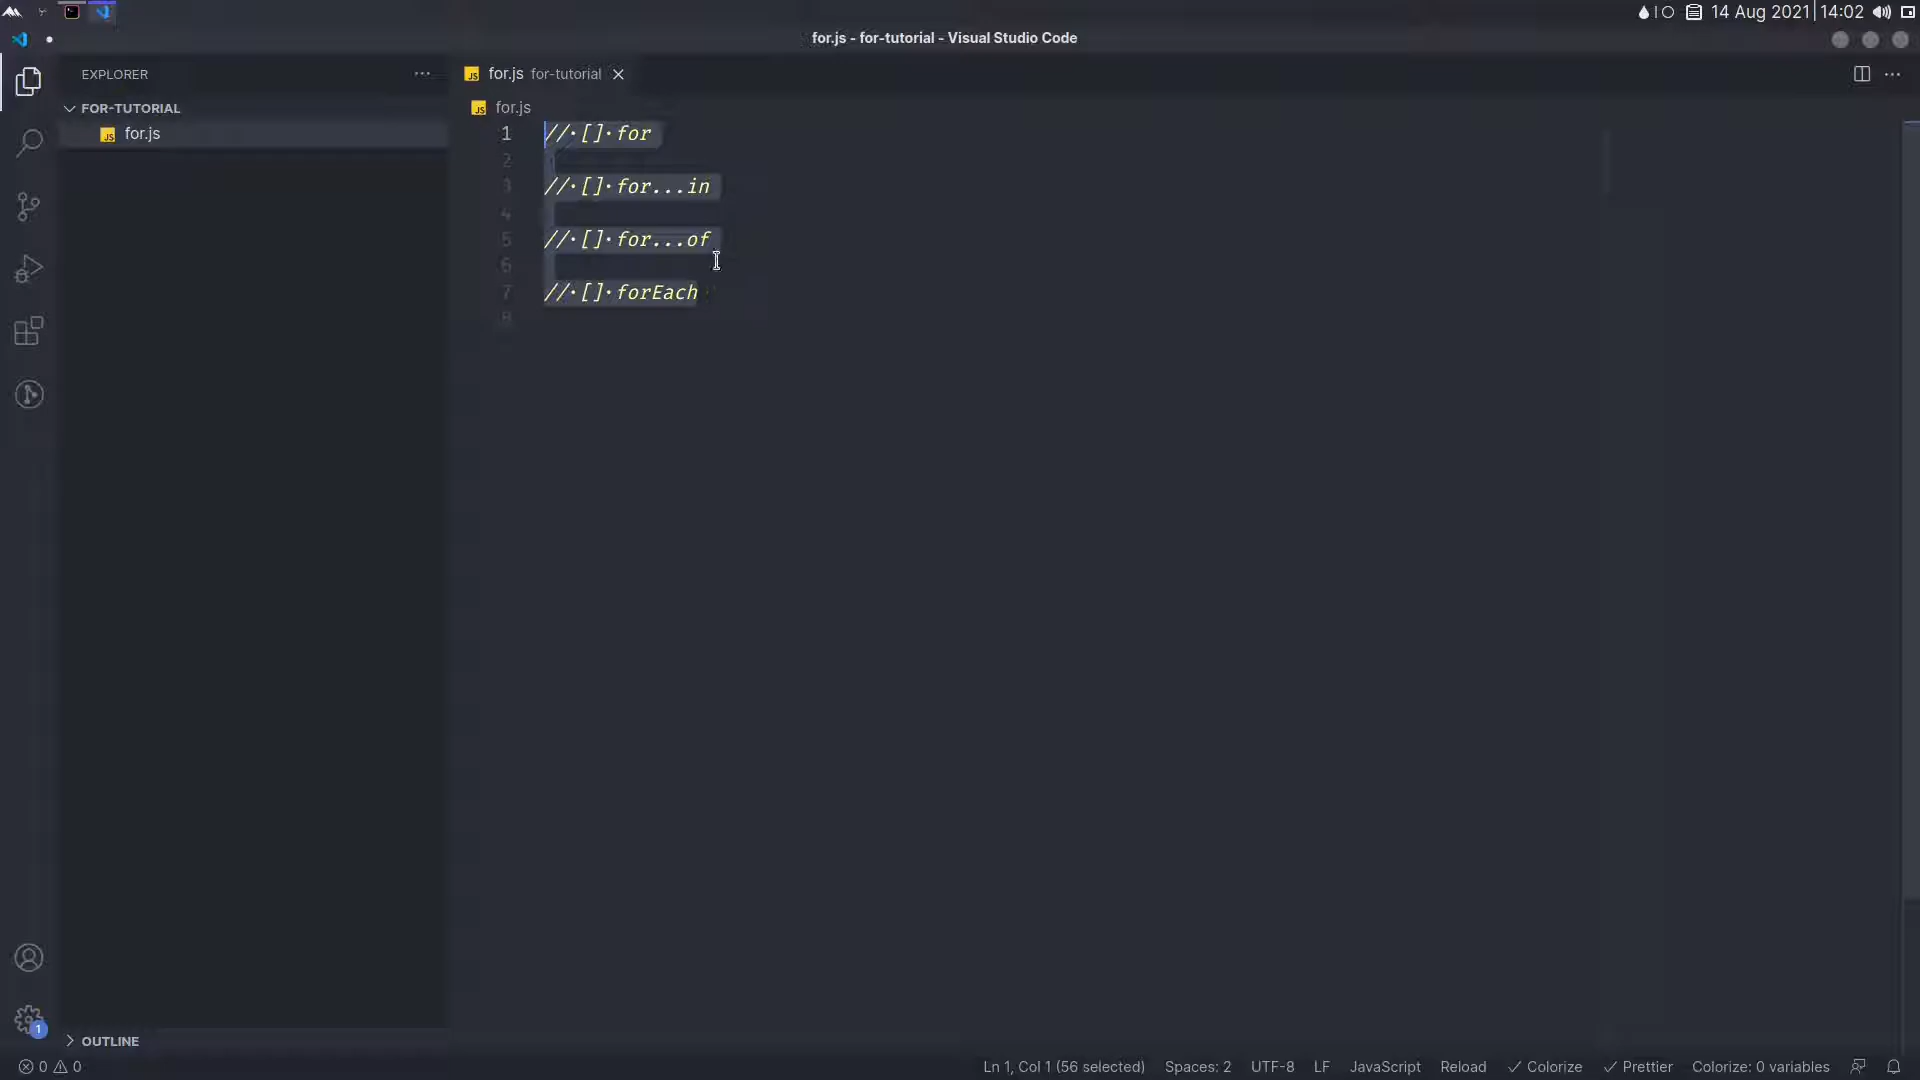 14 Aug 2021 14:02
for.js - for-tutorial - Visual Studio Code
EXPLORER
for.js for-tutorial
FOR-TUTORIAL
for.js
for.js
1 //·[]·for
2
3 //·[]·for...in
4
5 //·[]·for...of
6
7 //·[]·forEach
8
1
OUTLINE
0 0
Ln 1, Col 1 (56 selected) Spaces: 2 UTF-8 LF JavaScript Reload Colorize Prettier Colorize: 0 variables